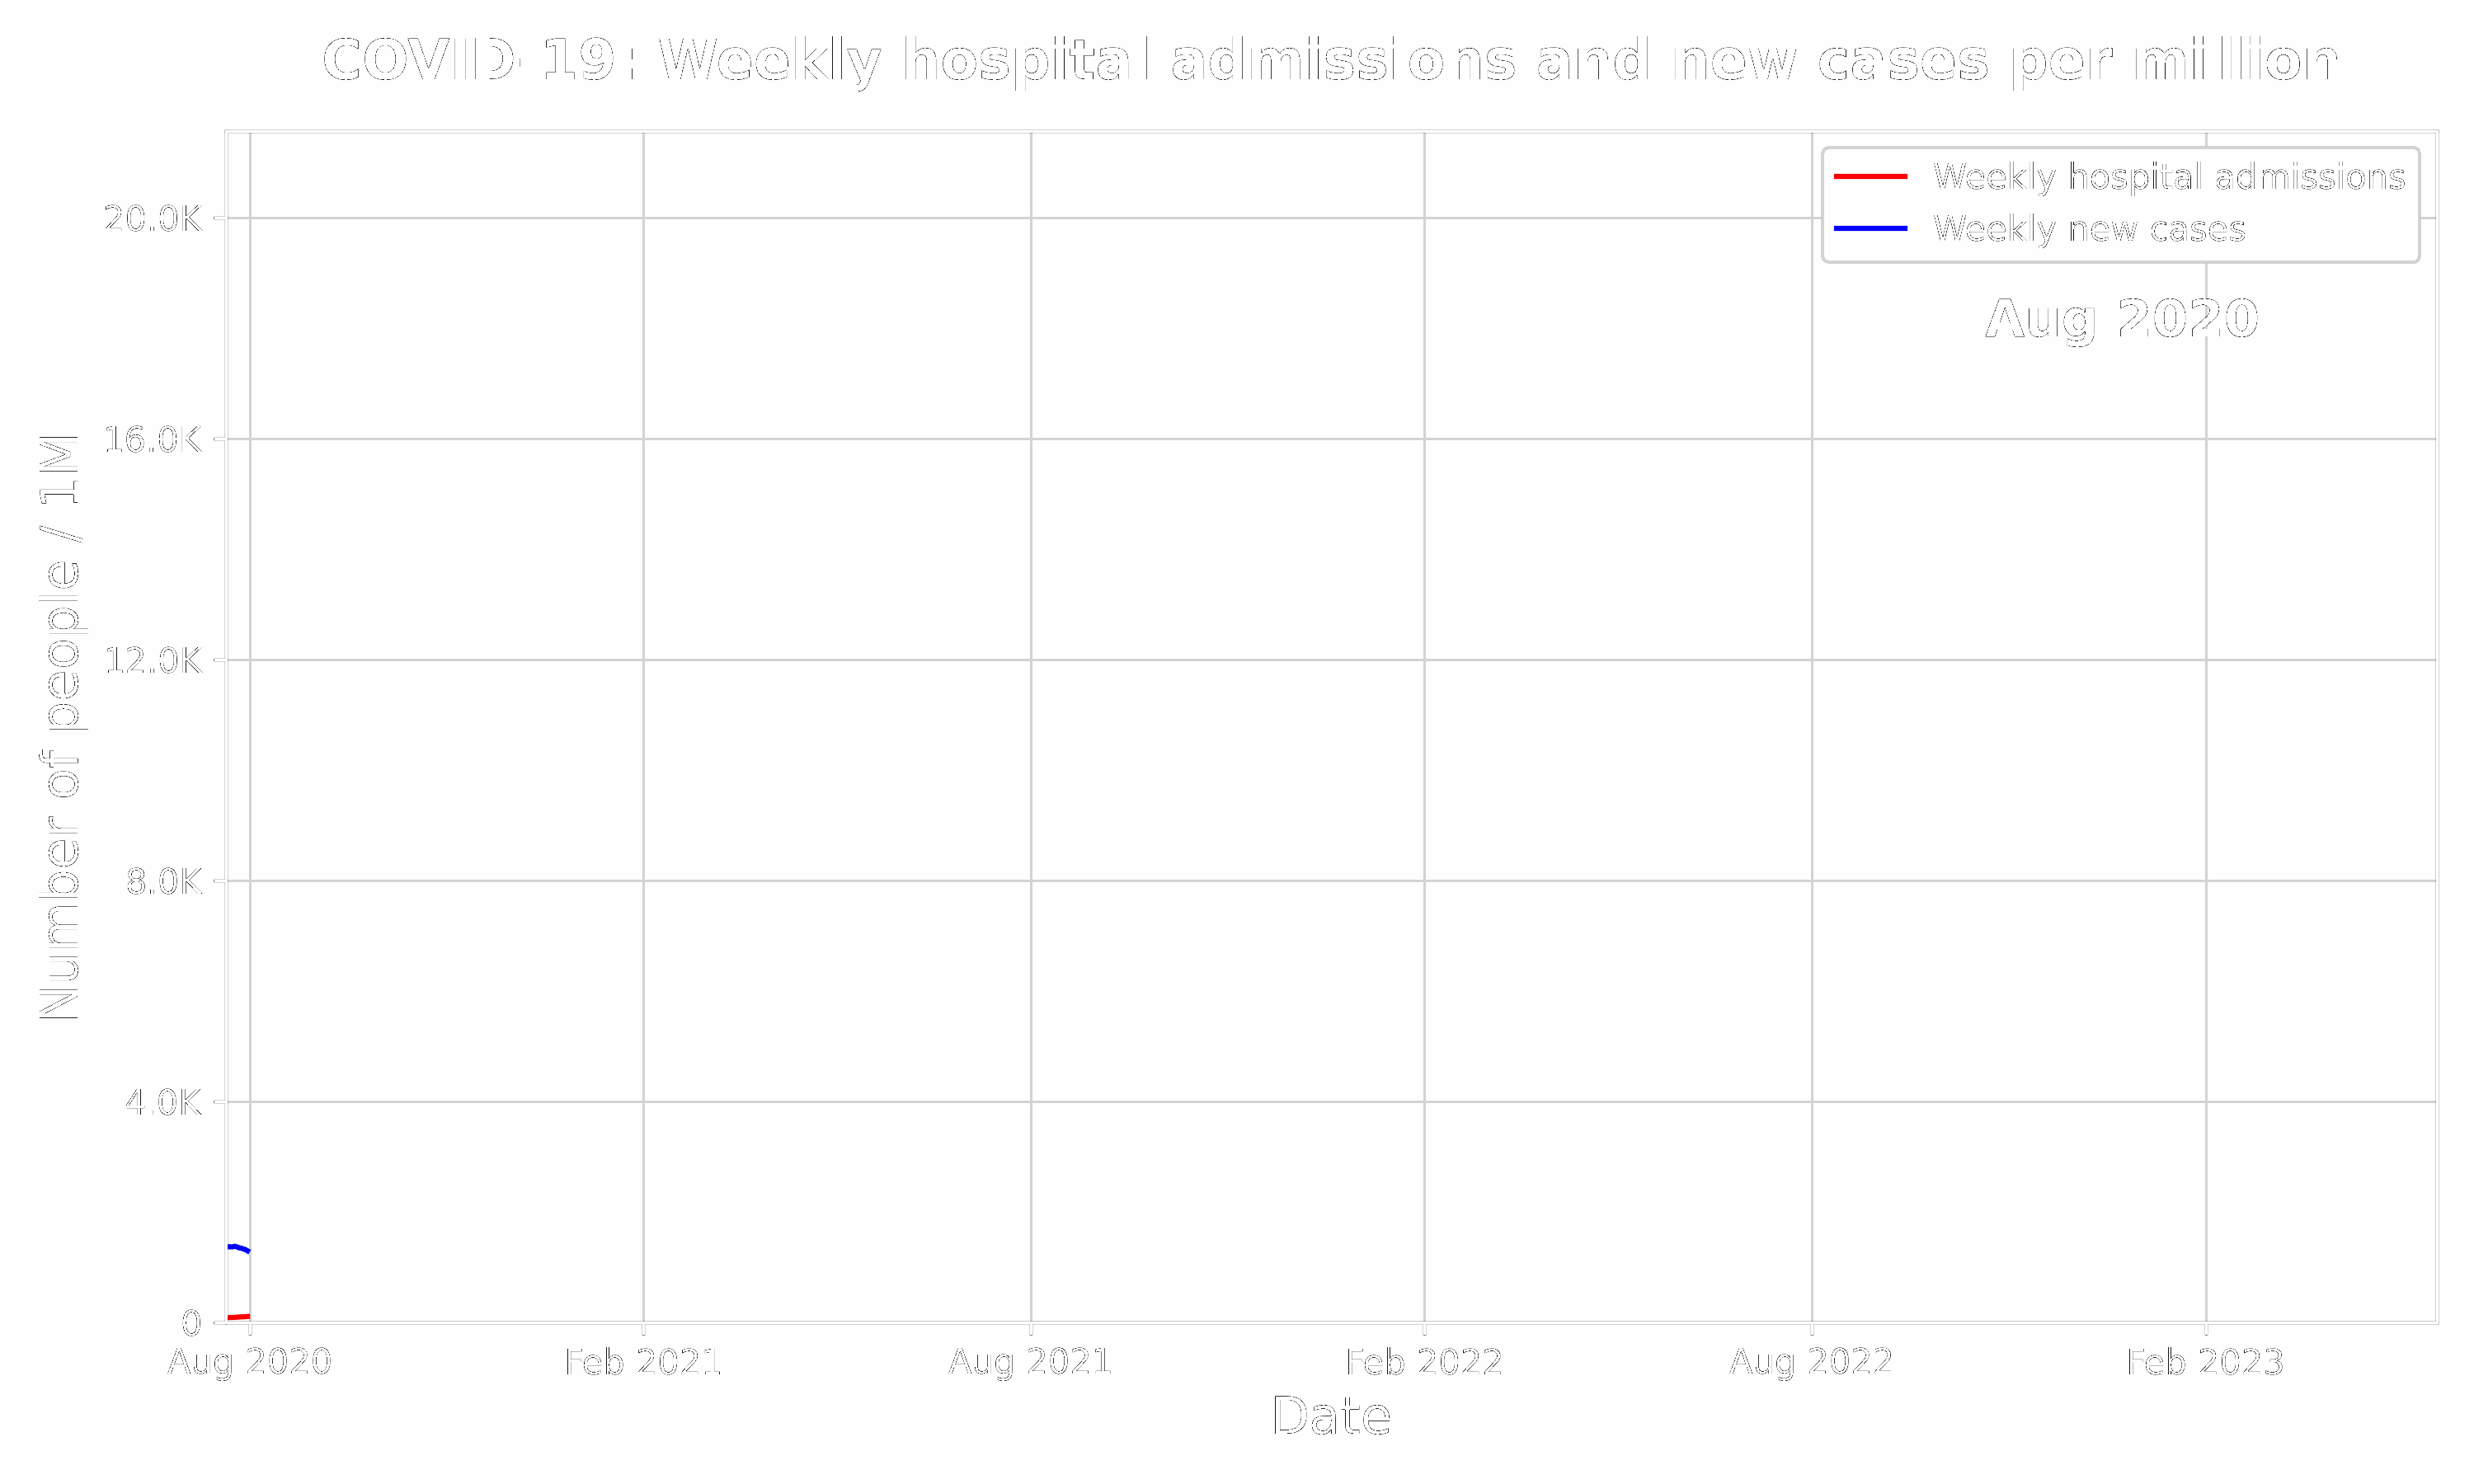 COVID-19: Weekly hospital admissions and new cases per million
Weekly hospital admissions
Weekly new cases
Aug 2020
Number of people / 1M
20.0K
16.0K
12.0K
8.0K
4.0K
0
Aug 2020 Feb 2021 Aug 2021 Feb 2022 Aug 2022 Feb 2023
Date